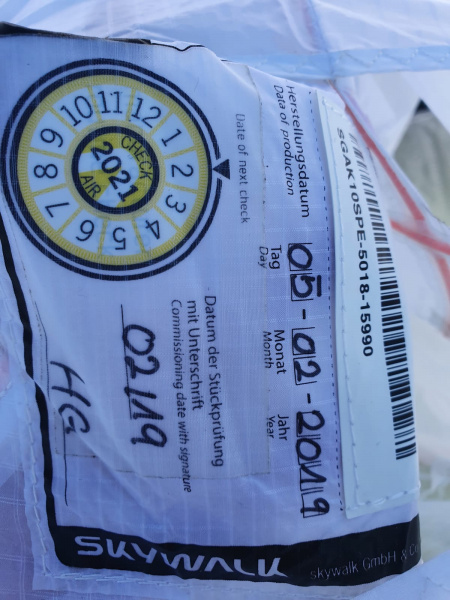 SGAK10SPE-5018-15990
Herstellungsdatum
Data of production
05-02-2019
Tag Monat Jahr
Day Month Year
Date of next check
1 2 3 4 5 6 7 8 9 10 11 12
CHECK
2021
AIR
Datum der Stückprüfung
mit Unterschrift
Commissioning date with signature
02/19
HG
SKYWALK
skywalk GmbH &